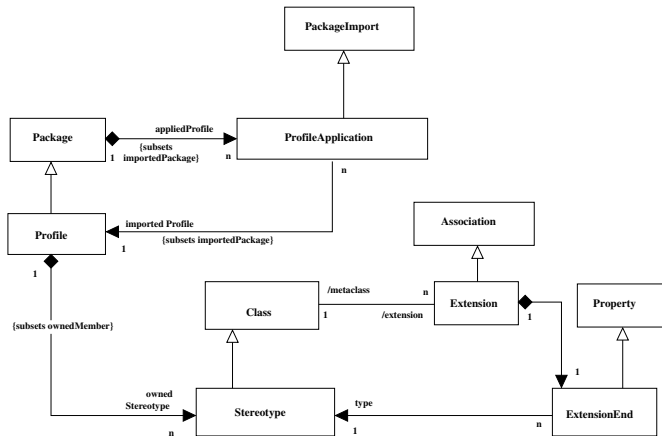 PackageImport
Package
appliedProfile
ProfileApplication
1
{subsets
importedPackage}
n
n
imported Profile
Profile
1
{subsets importedPackage}
1
Association
/metaclass
n
Class
1
/extension
Extension
1
Property
{subsets ownedMember}
1
owned
Stereotype
n
Stereotype
type
1
n
ExtensionEnd